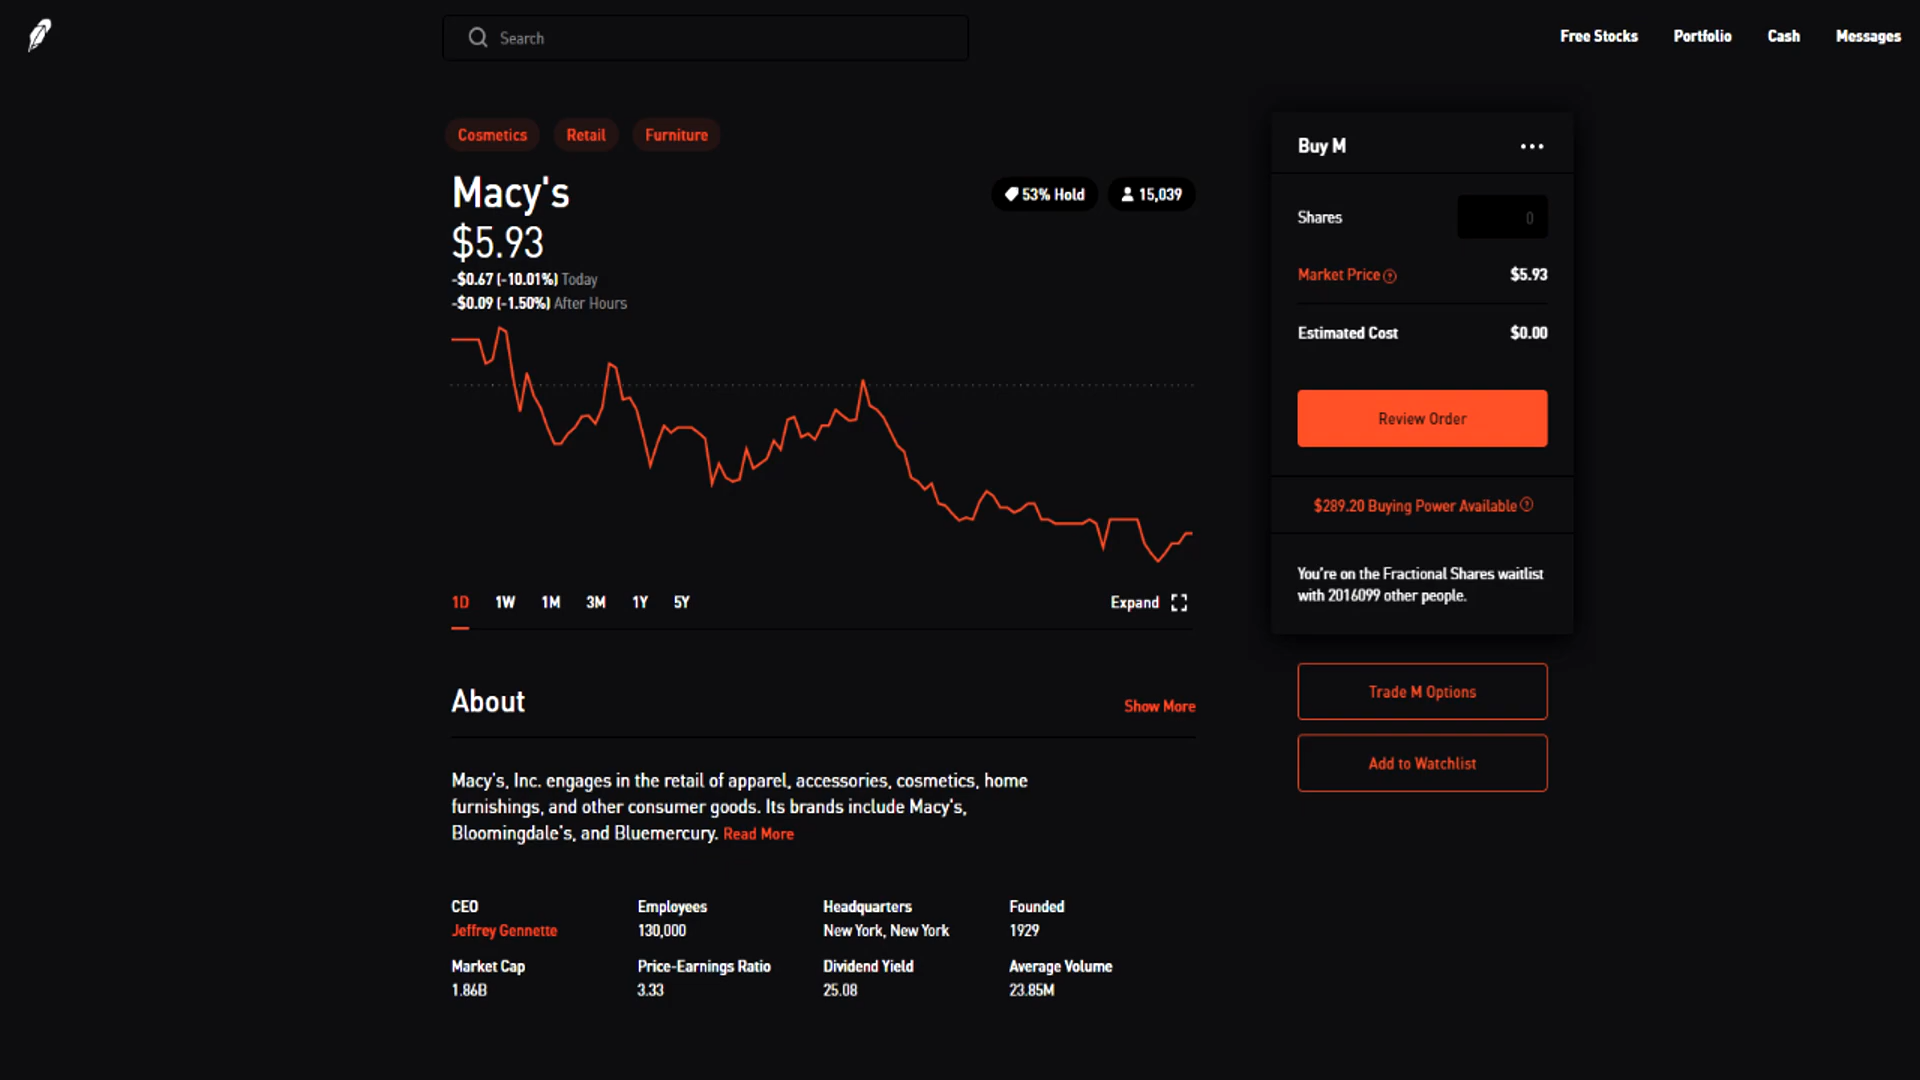 Search
Free Stocks Portfolio Cash Messages
Cosmetics Retail Furniture
Macy's
53% Hold 15,039
$5.93
-$0.67 (-10.01%) Today
-$0.09 (-1.50%) After Hours
1D 1W 1M 3M 1Y 5Y
Expand
About
Show More
Macy's, Inc. engages in the retail of apparel, accessories, cosmetics, home
furnishings, and other consumer goods. Its brands include Macy's,
Bloomingdale's, and Bluemercury. Read More
CEO Employees Headquarters Founded
Jeffrey Gennette 130,000 New York, New York 1929
Market Cap Price-Earnings Ratio Dividend Yield Average Volume
1.86B 3.33 25.08 23.85M
Buy M
Shares 0
Market Price $5.93
Estimated Cost $0.00
Review Order
$289.20 Buying Power Available
You're on the Fractional Shares waitlist
with 2016099 other people.
Trade M Options
Add to Watchlist